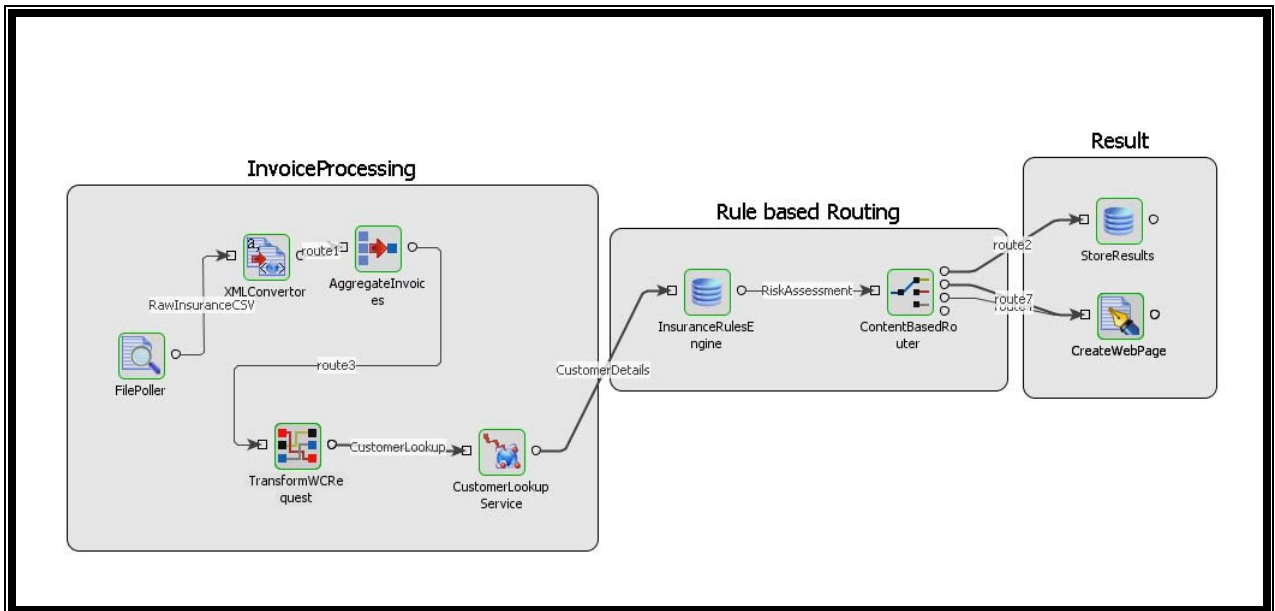 InvoiceProcessing
a,
XMLConvertor
route1
AggregateInvoic
es
RawInsuranceCSV
FilePoller
route3
TransformWCRe
quest
CustomerLookup
CustomerLookup
Service
CustomerDetails
Rule based Routing
InsuranceRulesE
ngine
RiskAssessment
ContentBasedRo
uter
route2
route7
Result
StoreResults
CreateWebPage